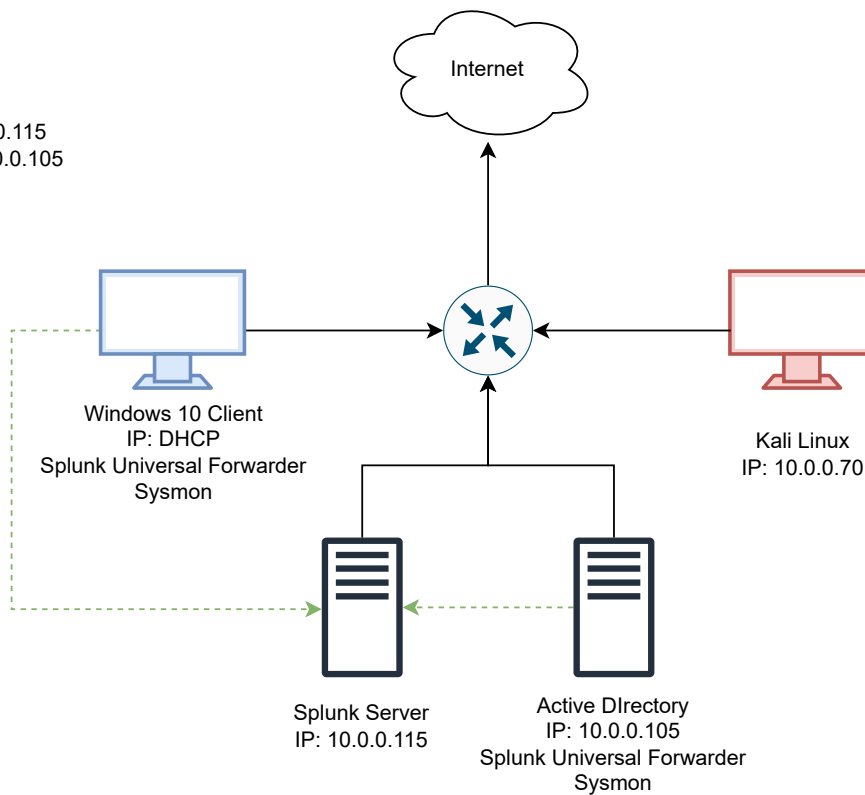 Internet
0.115
0.0.105
Windows 10 Client
IP: DHCP
Splunk Universal Forwarder
Sysmon
Kali Linux
IP: 10.0.0.70
Splunk Server
IP: 10.0.0.115
Active DIrectory
IP: 10.0.0.105
Splunk Universal Forwarder
Sysmon